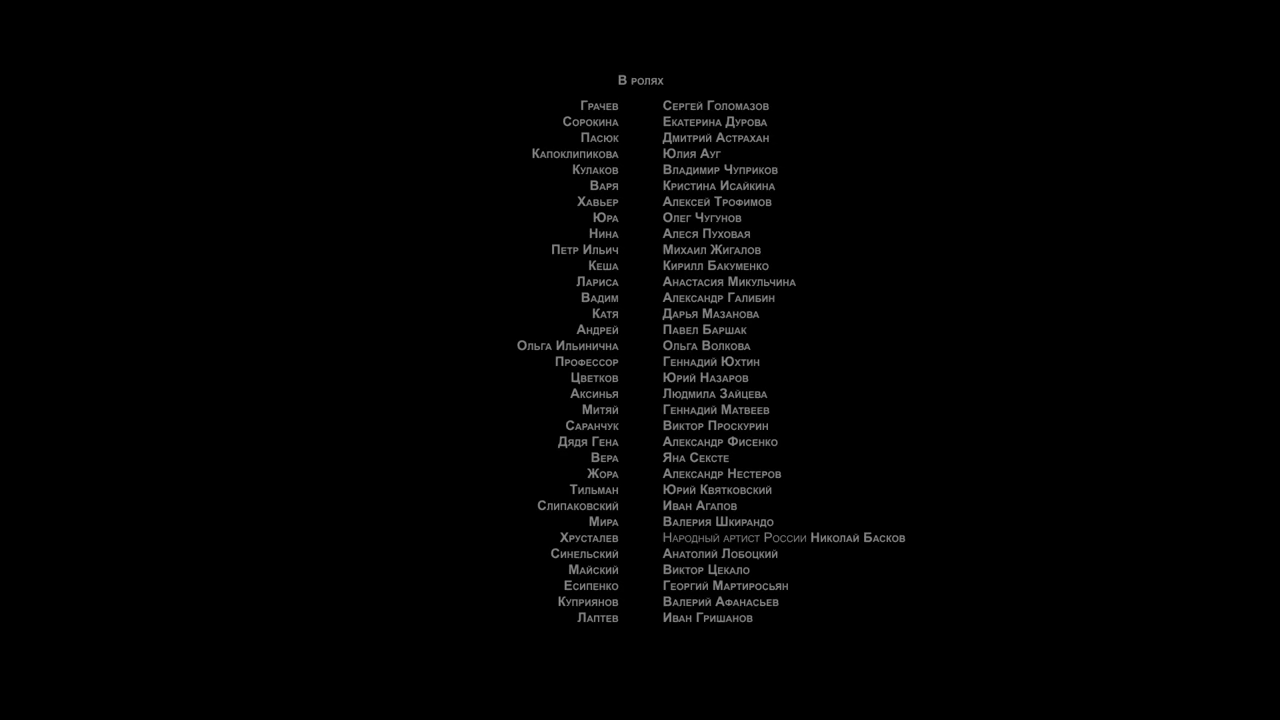 В ролях
Грачев Сергей Голомазов
Сорокина Екатерина Дурова
Пасюк Дмитрий Астрахан
Капоклипикова Юлия Ауг
Кулаков Владимир Чуприков
Варя Кристина Исайкина
Хавьер Алексей Трофимов
Юра Олег Чугунов
Нина Алеся Пуховая
Петр Ильич Михаил Жигалов
Кеша Кирилл Бакуменко
Лариса Анастасия Микульчина
Вадим Александр Галибин
Катя Дарья Мазанова
Андрей Павел Баршак
Ольга Ильинична Ольга Волкова
Профессор Геннадий Юхтин
Цветков Юрий Назаров
Аксинья Людмила Зайцева
Митяй Геннадий Матвеев
Саранчук Виктор Проскурин
Дядя Гена Александр Фисенко
Вера Яна Сексте
Жора Александр Нестеров
Тильман Юрий Квятковский
Слипаковский Иван Агапов
Мира Валерия Шкирандо
Хрусталев Народный артист России Николай Басков
Синельский Анатолий Лобоцкий
Майский Виктор Цекало
Есипенко Георгий Мартиросьян
Куприянов Валерий Афанасьев
Лаптев Иван Гришанов